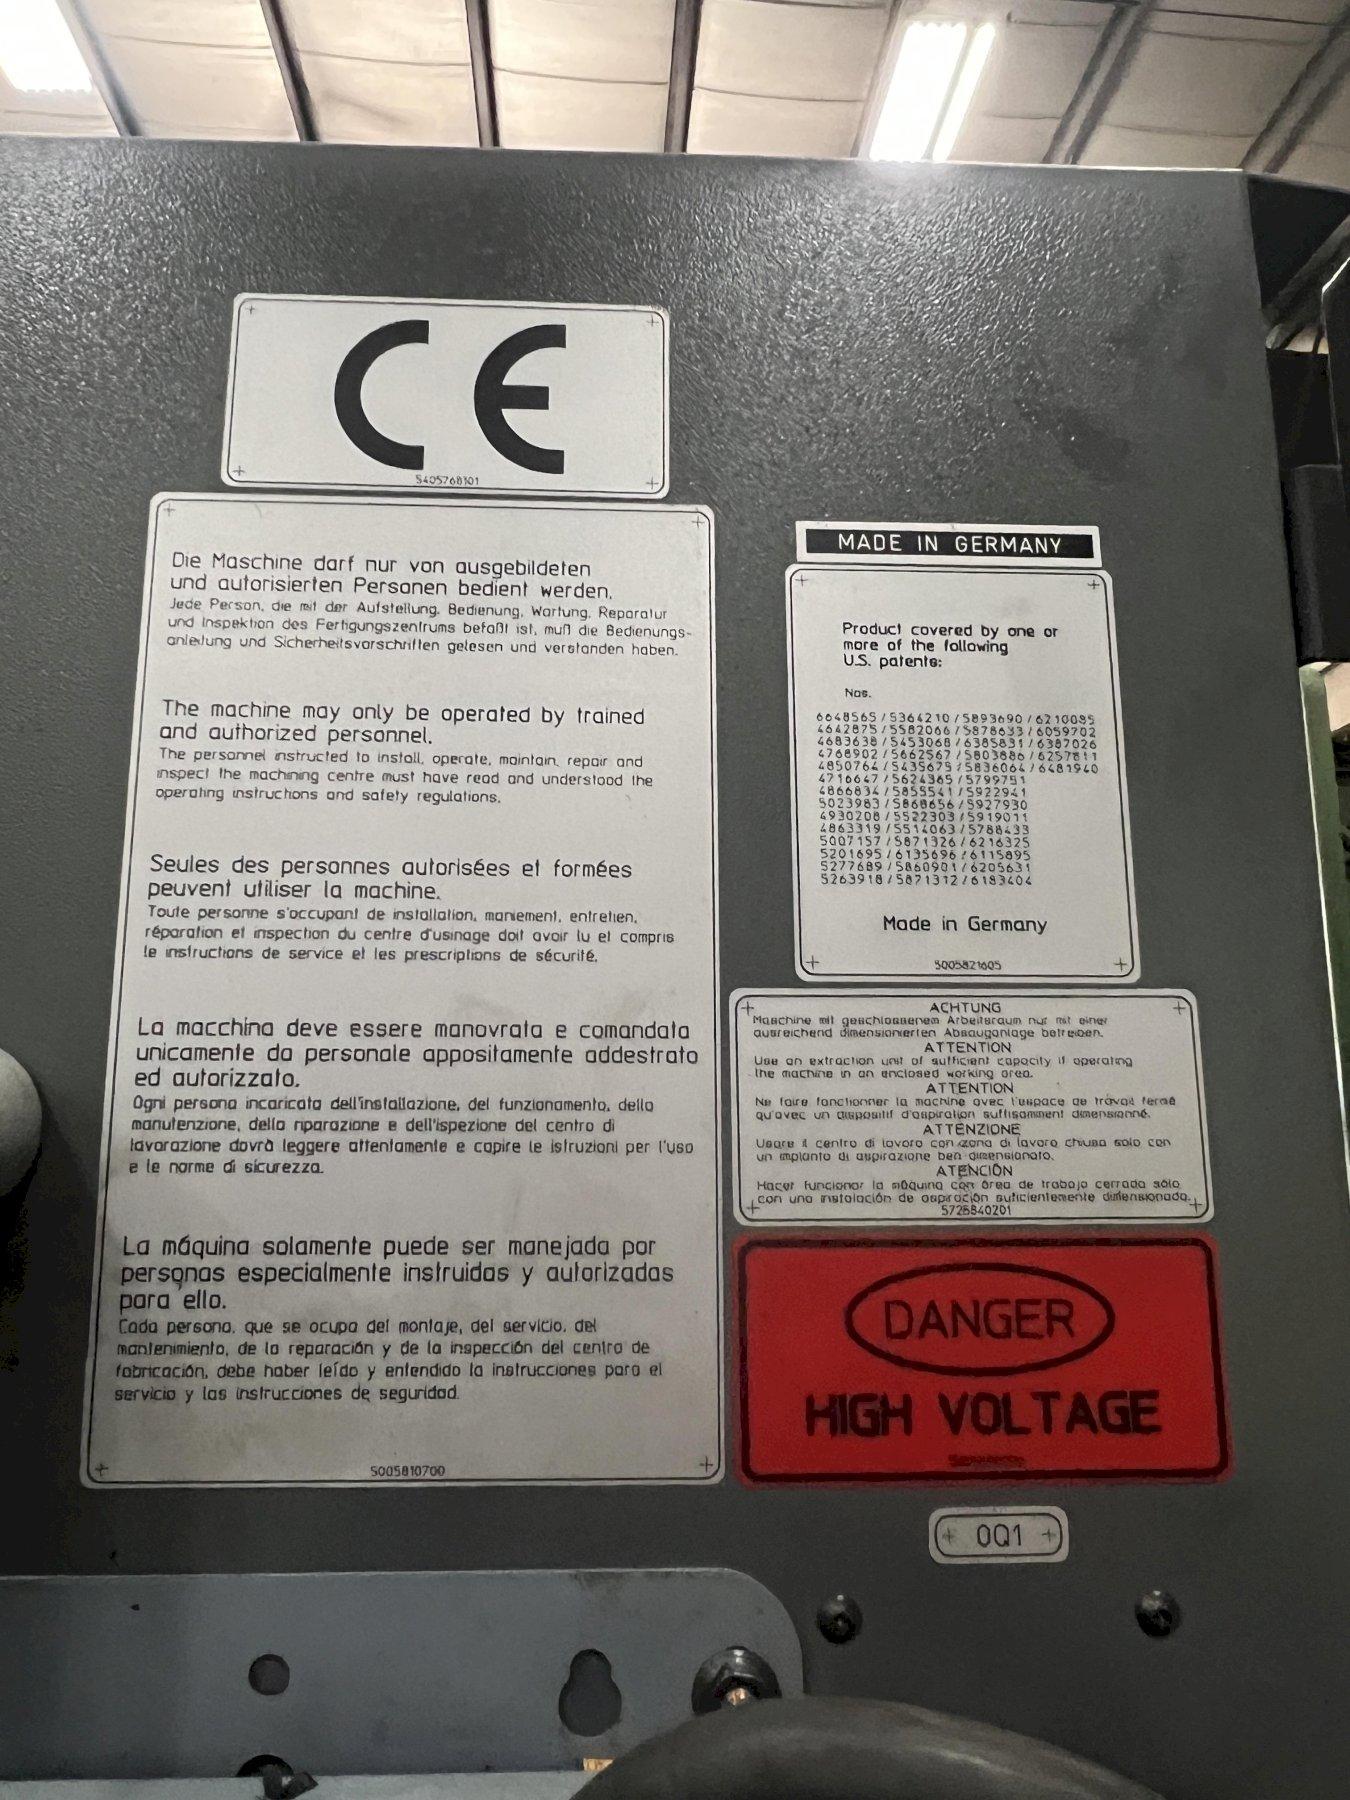 CE
5405768101
Die Maschine darf nur von ausgebildeten
und autorisierten Personen bedient werden.
Jede Person, die mit der Aufstellung, Bedienung, Wartung, Reparatur
und Inspektion des Fertigungszentrums befaßt ist, muß die Bedienungs-
anleitung und Sicherheitsvorschriften gelesen und verstanden haben.
The machine may only be operated by trained
and authorized personnel.
The personnel instructed to install, operate, maintain, repair and
inspect the machining centre must have read and understood the
operating instructions and safety regulations.
Seules des personnes autorisées et formées
peuvent utiliser la machine.
Toute personne s'occupant de installation, maniement, entretien,
réparation et inspection du centre d'usinage doit avoir lu et compris
le instructions de service et les prescriptions de sécurité.
La macchina deve essere manovrata e comandata
unicamente da personale appositamente addestrato
ed autorizzato.
Ogni persona incaricata dell'installazione, del funzionamento, della
manutenzione, della riparazione e dell'ispezione del centro di
lavorazione dovrà leggere attentamente e capire le istruzioni per l'uso
e le norme di sicurezza.
La máquina solamente puede ser manejada por
personas especialmente instruidas y autorizadas
para ello.
Cada persona, que se ocupa del montaje, del servicio, del
mantenimiento, de la reparación y de la inspección del centro de
fabricación, debe haber leído y entendido la instrucciones para el
servicio y las instrucciones de seguridad.
5005810700
MADE IN GERMANY
Product covered by one or
more of the following
U.S. patents:
Nos.
6648565/5364210/5893690/6210085
4642875/5582066/5878633/6059702
4683638/5453068/6385831/6387026
4768902/5662567/5803886/6257811
4850764/5435675/5836064/6481940
4716647/5624365/5799751
4866834/5855541/5922941
5023983/5868656/5927930
4930208/5522303/5919011
4863319/5514063/5788433
5007157/5871326/6216325
5201695/6135696/6115895
5277689/5860901/6205631
5263918/5871312/6183404
Made in Germany
5005821605
ACHTUNG
Maschine mit geschlossenem Arbeitsraum nur mit einer
ausreichend dimensionierten Absauganlage betreiben.
ATTENTION
Use an extraction unit of sufficient capacity if operating
the machine in an enclosed working area.
ATTENTION
Ne faire fonctionner la machine avec l'espace de travail fermé
qu'avec un dispositif d'aspiration suffisamment dimensionné.
ATTENZIONE
Usare il centro di lavoro con zona di lavoro chiusa solo con
un impianto di aspirazione ben dimensionato.
ATENCIÓN
Hacer funcionar la máquina con área de trabajo cerrada sólo
con una instalación de aspiración suficientemente dimensionada.
5725840201
DANGER
HIGH VOLTAGE
0Q1